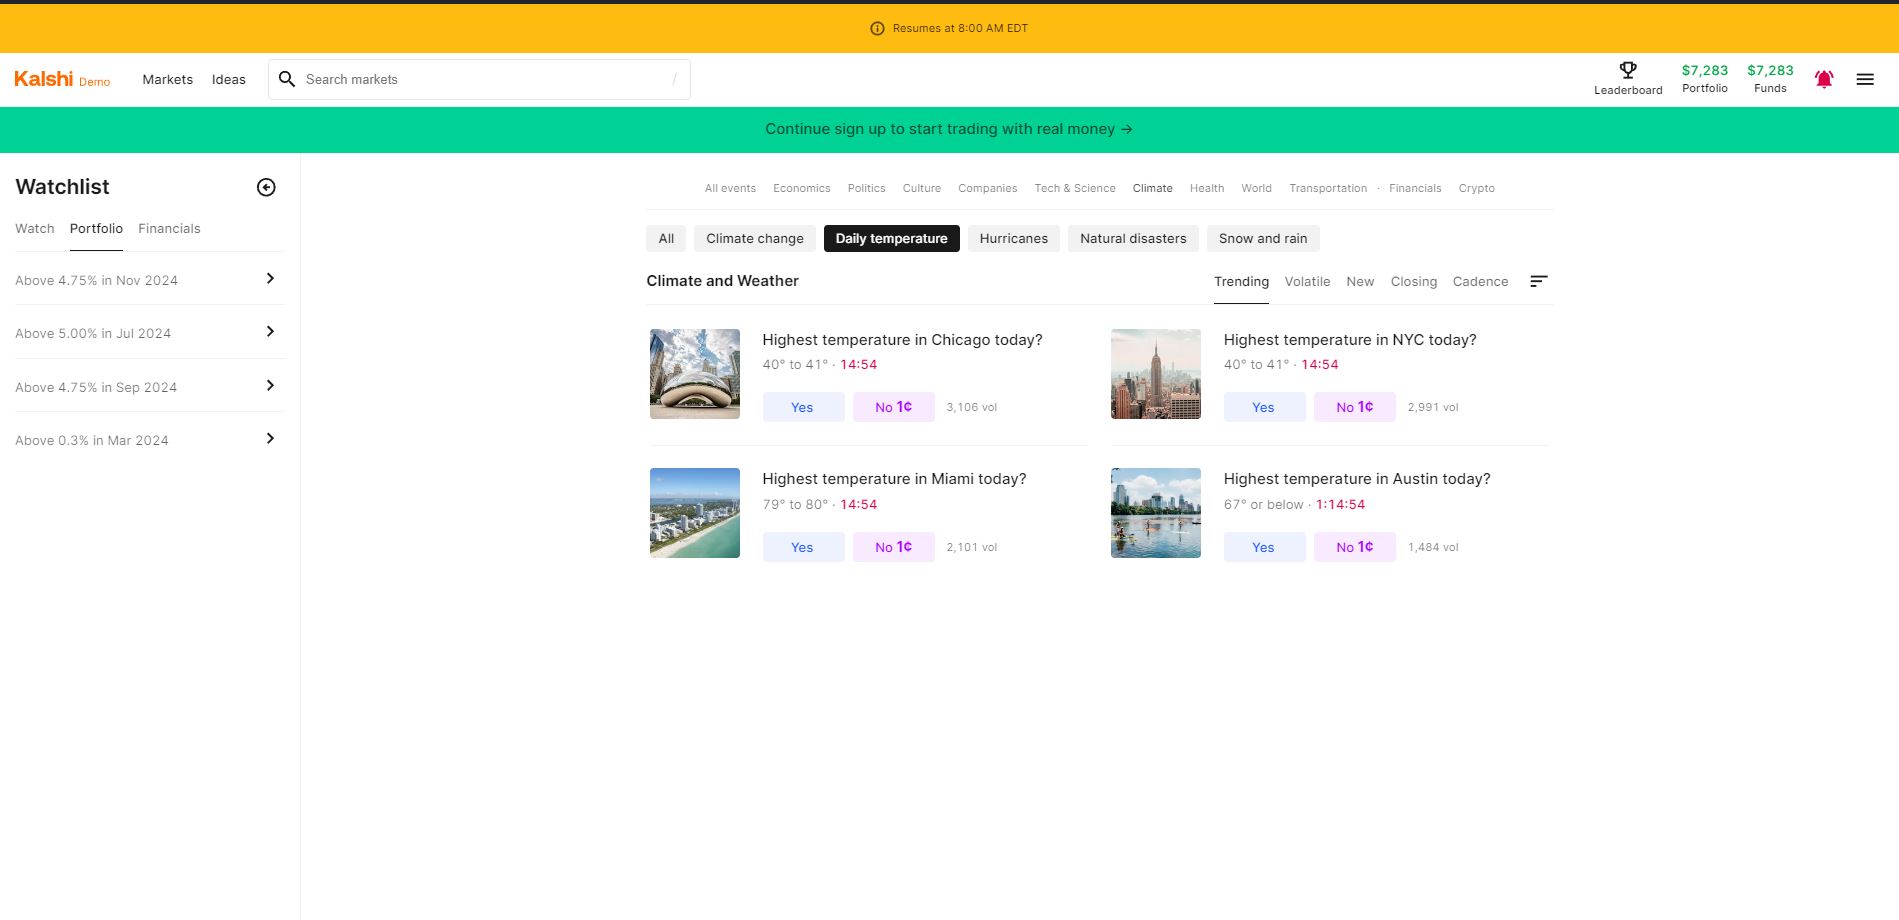 Resumes at 8:00 AM EDT
Kalshi Demo Markets Ideas Search markets / Leaderboard $7,283 Portfolio $7,283 Funds
Continue sign up to start trading with real money →
Watchlist
Watch Portfolio Financials
Above 4.75% in Nov 2024
Above 5.00% in Jul 2024
Above 4.75% in Sep 2024
Above 0.3% in Mar 2024
All events Economics Politics Culture Companies Tech & Science Climate Health World Transportation · Financials Crypto
All Climate change Daily temperature Hurricanes Natural disasters Snow and rain
Climate and Weather Trending Volatile New Closing Cadence
Highest temperature in Chicago today?
40° to 41° · 14:54
Yes No 1¢ 3,106 vol
Highest temperature in NYC today?
40° to 41° · 14:54
Yes No 1¢ 2,991 vol
Highest temperature in Miami today?
79° to 80° · 14:54
Yes No 1¢ 2,101 vol
Highest temperature in Austin today?
67° or below · 1:14:54
Yes No 1¢ 1,484 vol